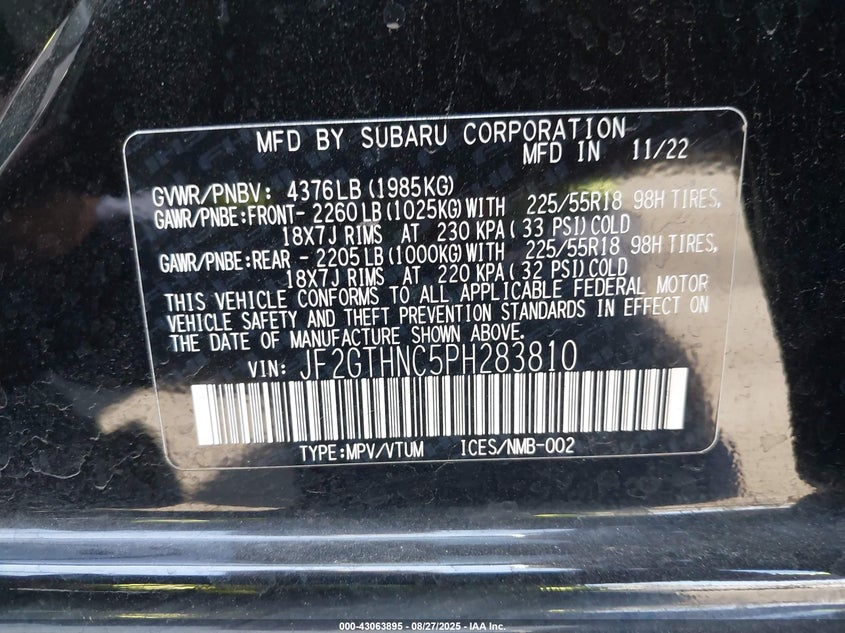 MFD BY SUBARU CORPORATION
MFD IN 11/22
GVWR/PNBV: 4376LB(1985KG)
GAWR/PNBE:FRONT- 2260LB(1025KG)WITH 225/55R18 98H TIRES,
18X7J RIMS AT 230 KPA(33 PSI)COLD
GAWR/PNBE:REAR - 2205LB(1000KG)WITH 225/55R18 98H TIRES,
18X7J RIMS AT 220 KPA(32 PSI)COLD
THIS VEHICLE CONFORMS TO ALL APPLICABLE FEDERAL MOTOR
VEHICLE SAFETY AND THEFT PREVENTION STANDARDS IN EFFECT ON
THE DATE OF MANUFACTURE SHOWN ABOVE.
VIN: JF2GTHNC5PH283810
TYPE:MPV/VTUM ICES/NMB-002
000-43063895 - 08/27/2025 - IAA Inc.